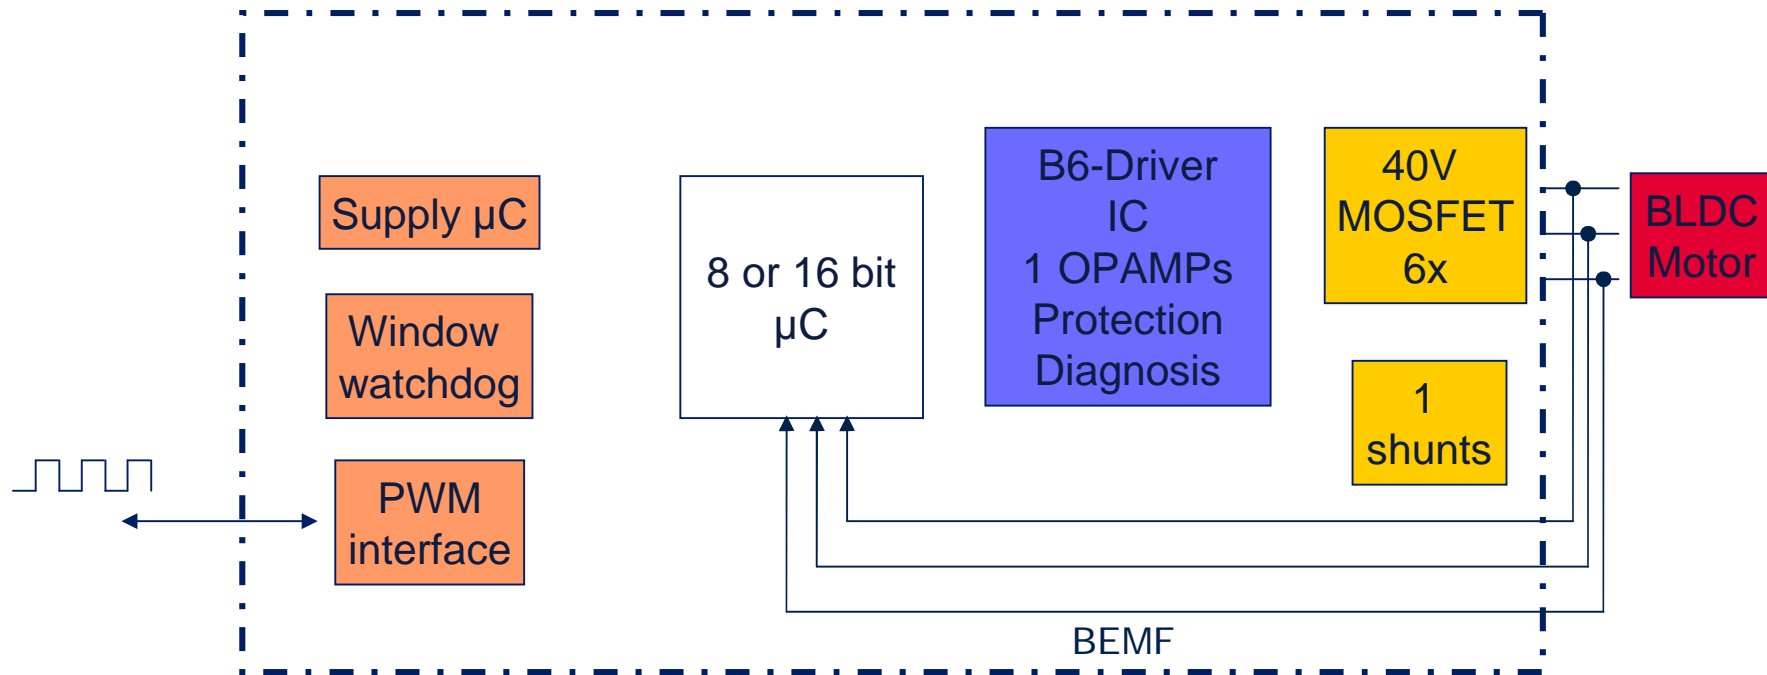 Supply µC
Window
watchdog
PWM
interface
8 or 16 bit
µC
B6-Driver
IC
1 OPAMPs
Protection
Diagnosis
40V
MOSFET
6x
1
shunts
BLDC
Motor
BEMF